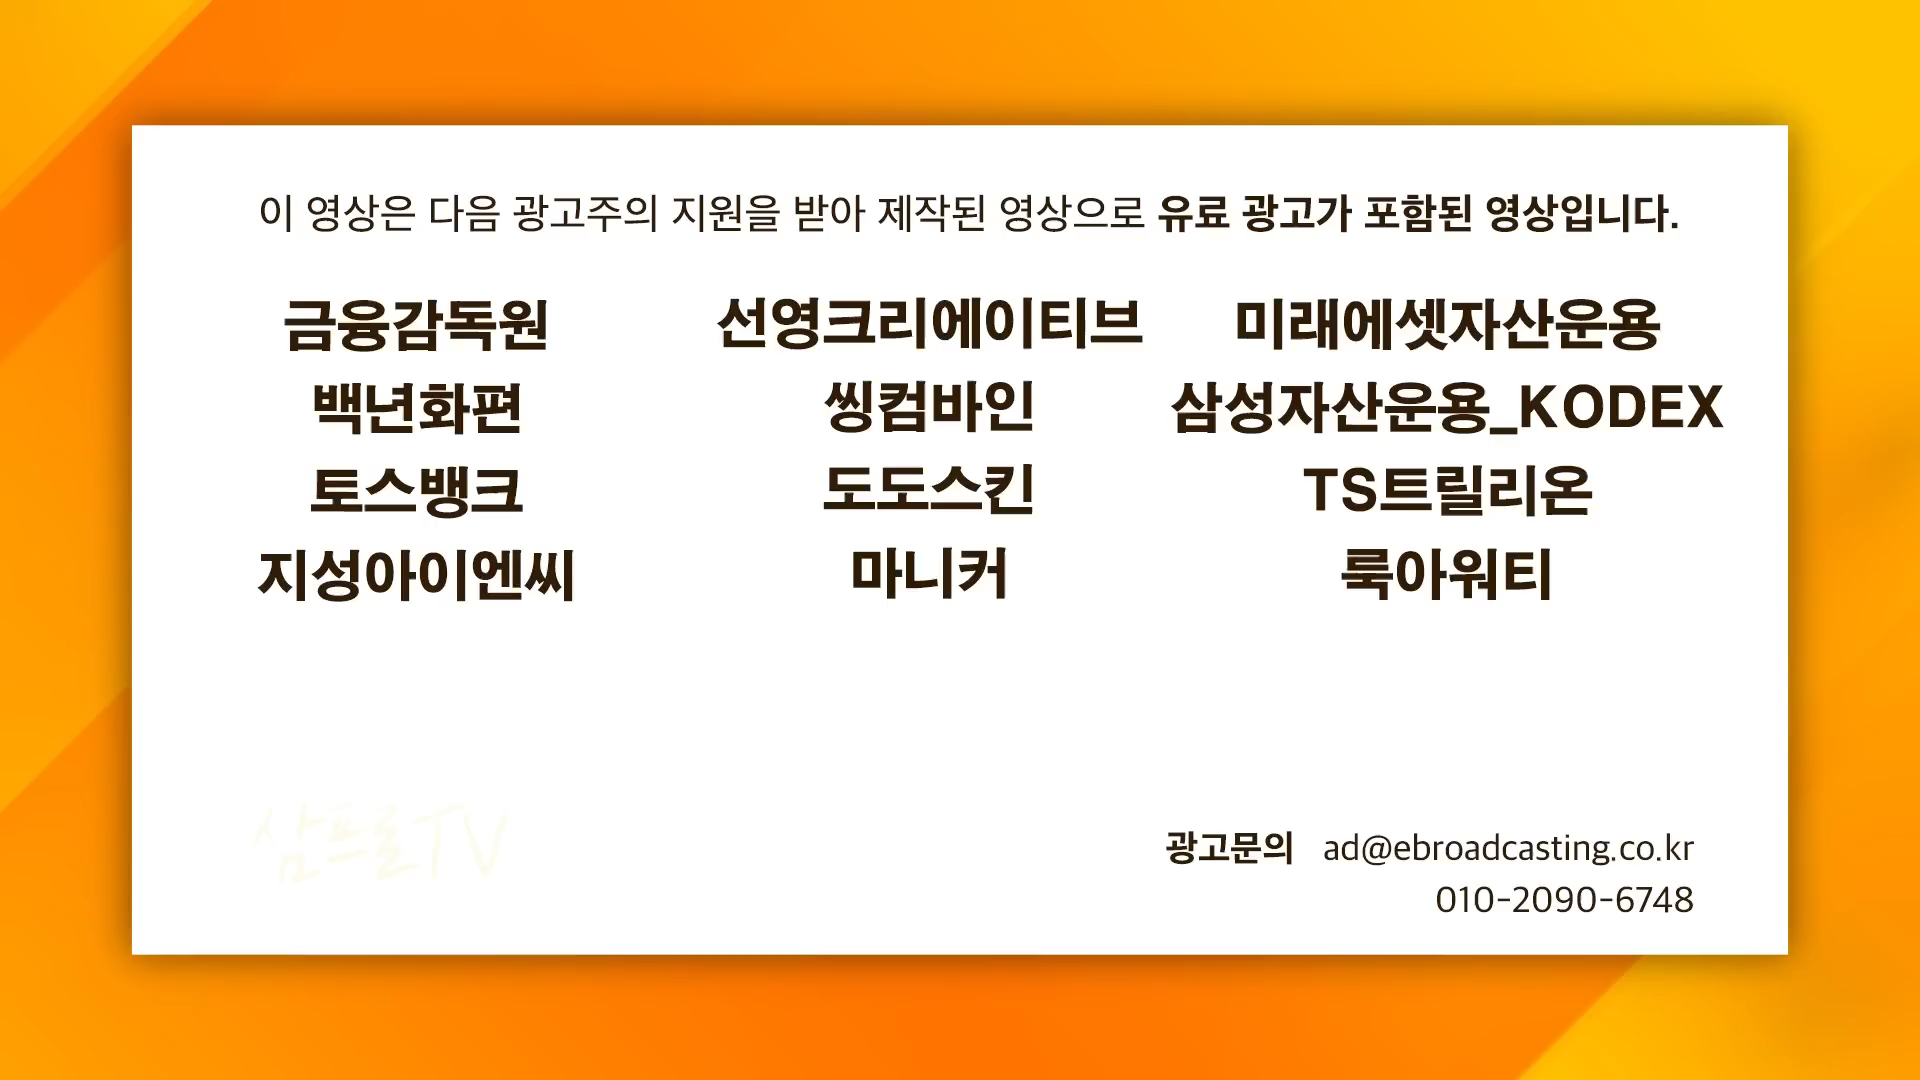 이 영상은 다음 광고주의 지원을 받아 제작된 영상으로 유료 광고가 포함된 영상입니다.
금융감독원 선영크리에이티브 미래에셋자산운용
백년화편 씽컴바인 삼성자산운용_KODEX
토스뱅크 도도스킨 TS트릴리온
지성아이엔씨 마니커 룩아워티
삼프로TV
광고문의 ad@ebroadcasting.co.kr
010-2090-6748